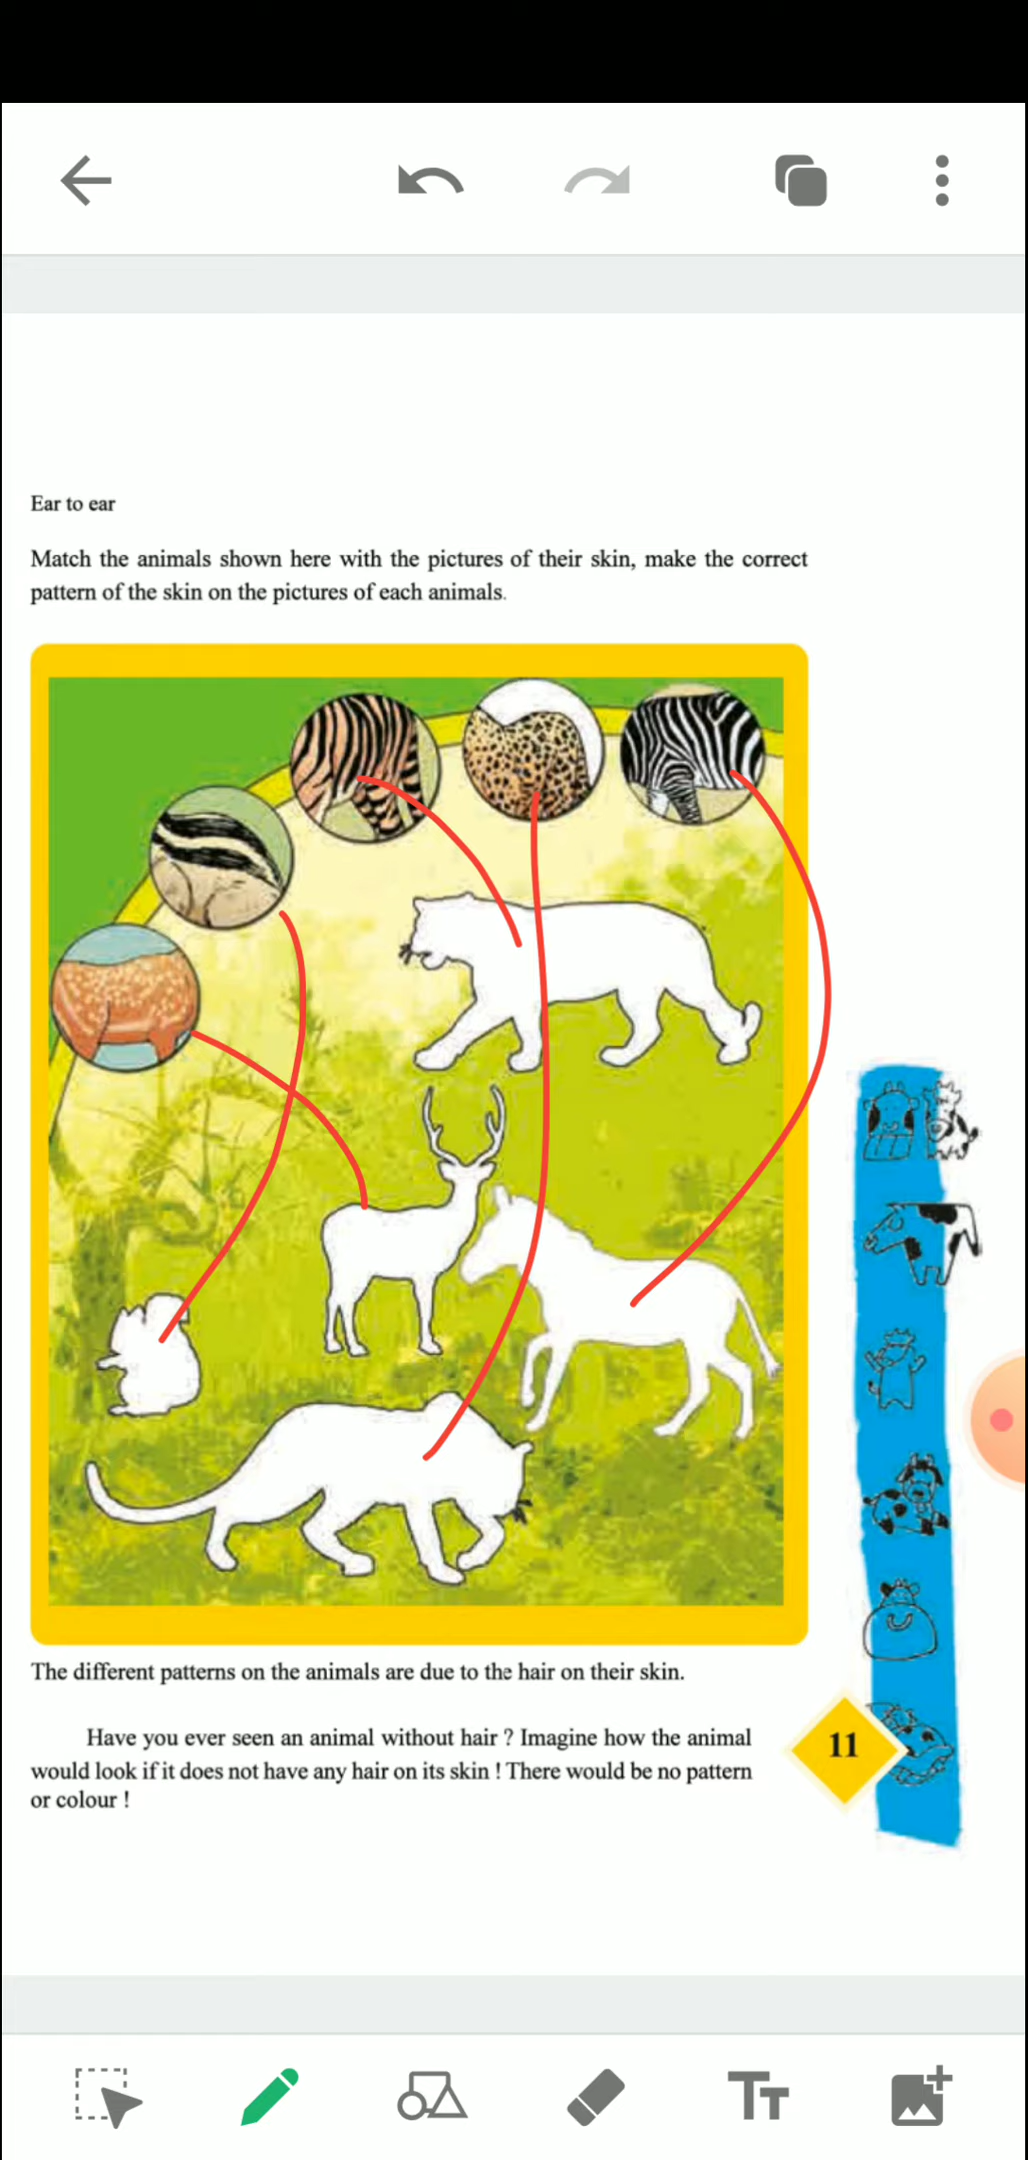 Ear to ear
Match the animals shown here with the pictures of their skin, make the correct
pattern of the skin on the pictures of each animals.
The different patterns on the animals are due to the hair on their skin.
Have you ever seen an animal without hair ? Imagine how the animal
would look if it does not have any hair on its skin ! There would be no pattern
or colour !
11
TT